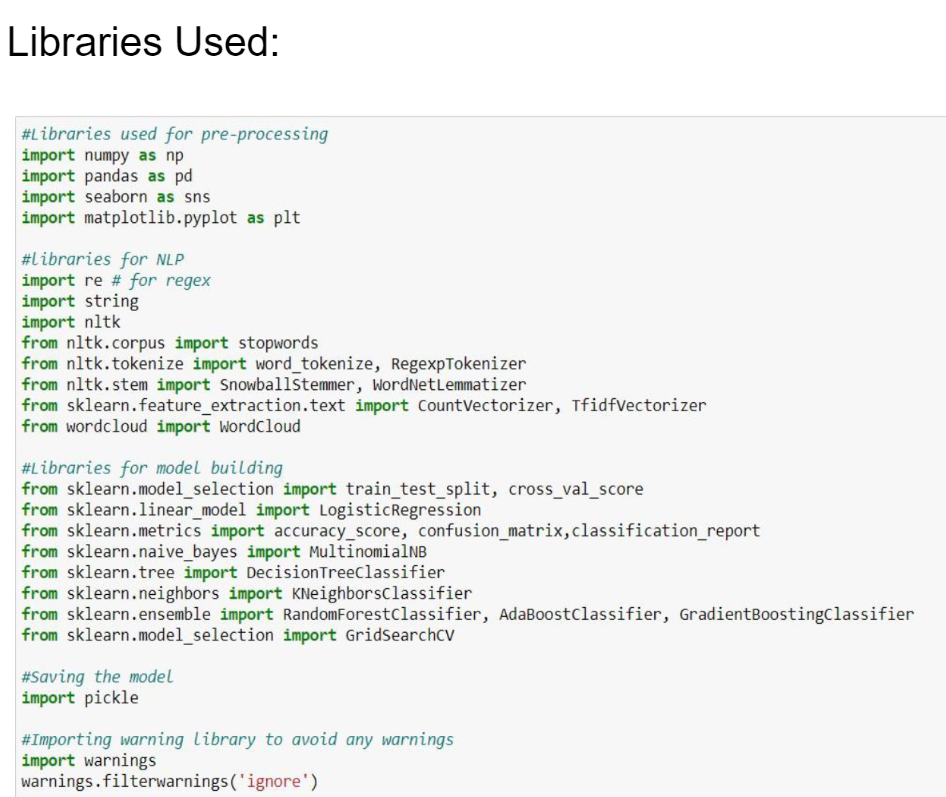 Libraries Used:
#Libraries used for pre-processing
import numpy as np
import pandas as pd
import seaborn as sns
import matplotlib.pyplot as plt
#libraries for NLP
import re # for regex
import string
import nltk
from nltk.corpus import stopwords
from nltk.tokenize import word_tokenize, RegexpTokenizer
from nltk.stem import SnowballStemmer, WordNetLemmatizer
from sklearn.feature_extraction.text import CountVectorizer, TfidfVectorizer
from wordcloud import WordCloud
#Libraries for model building
from sklearn.model_selection import train_test_split, cross_val_score
from sklearn.linear_model import LogisticRegression
from sklearn.metrics import accuracy_score, confusion_matrix,classification_report
from sklearn.naive_bayes import MultinomialNB
from sklearn.tree import DecisionTreeClassifier
from sklearn.neighbors import KNeighborsClassifier
from sklearn.ensemble import RandomForestClassifier, AdaBoostClassifier, GradientBoostingClassifier
from sklearn.model_selection import GridSearchCV
#Saving the model
import pickle
#Importing warning library to avoid any warnings
import warnings
warnings.filterwarnings('ignore')